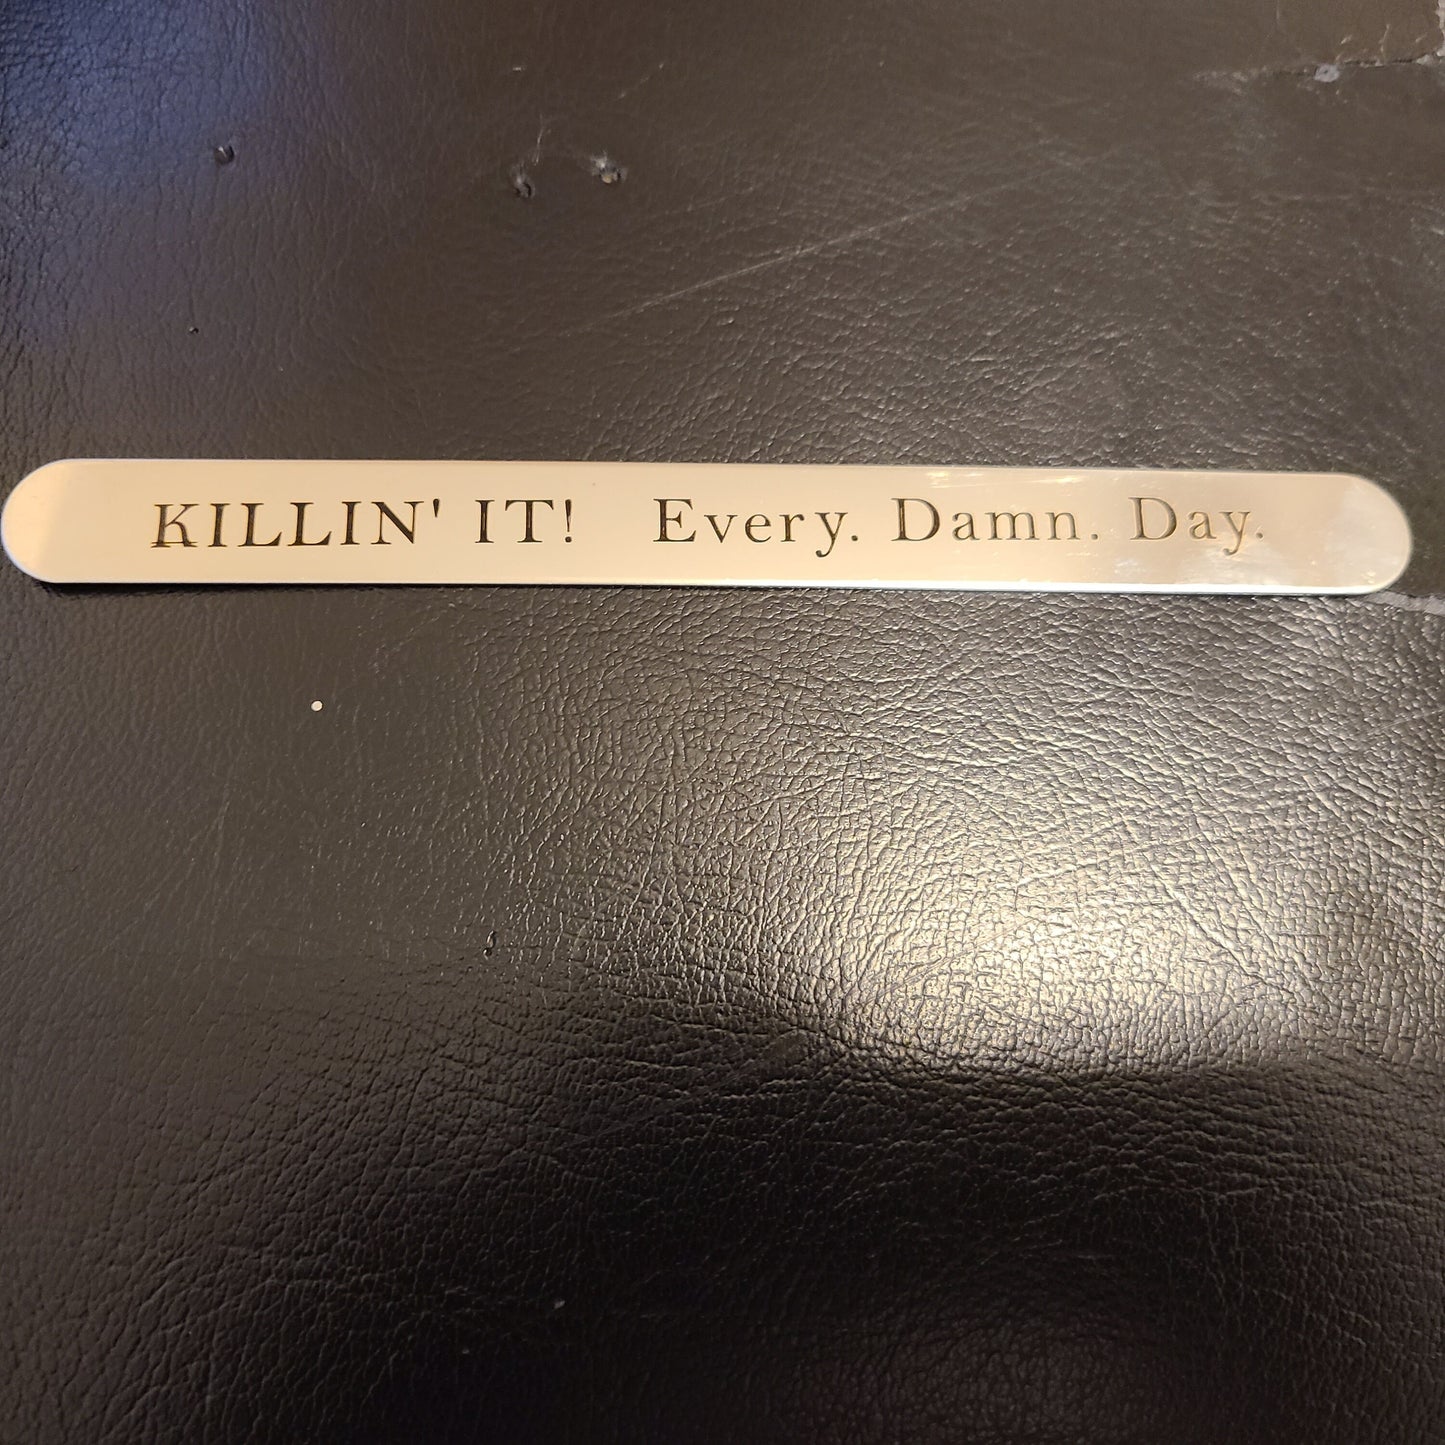 KILLIN' IT! Every. Damn. Day.